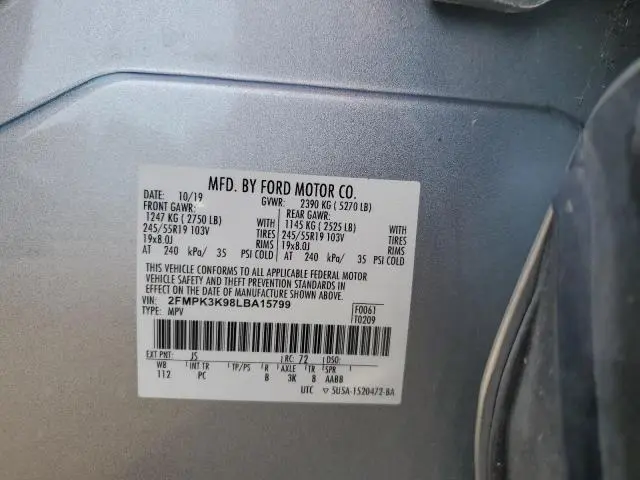 MFD. BY FORD MOTOR CO.
DATE: 10/19 GVWR: 2390 KG ( 5270 LB)
FRONT GAWR: REAR GAWR:
1247 KG ( 2750 LB) WITH 1145 KG ( 2525 LB) WITH
245/55R19 103V TIRES 245/55R19 103V TIRES
19x8.0J RIMS 19x8.0J RIMS
AT 240 kPa/ 35 PSI COLD AT 240 kPa/ 35 PSI COLD
THIS VEHICLE CONFORMS TO ALL APPLICABLE FEDERAL MOTOR
VEHICLE SAFETY AND THEFT PREVENTION STANDARDS IN
EFFECT ON THE DATE OF MANUFACTURE SHOWN ABOVE.
VIN: 2FMPK3K98LBA15799 F0061
TYPE: MPV T0209
EXT PNT: JS RC: 72 DSO:
WB INT TR TP/PS R AXLE TR SPR
112 PC B 3K 8 AABB
UTC ▽ 5U5A-1520472-BA